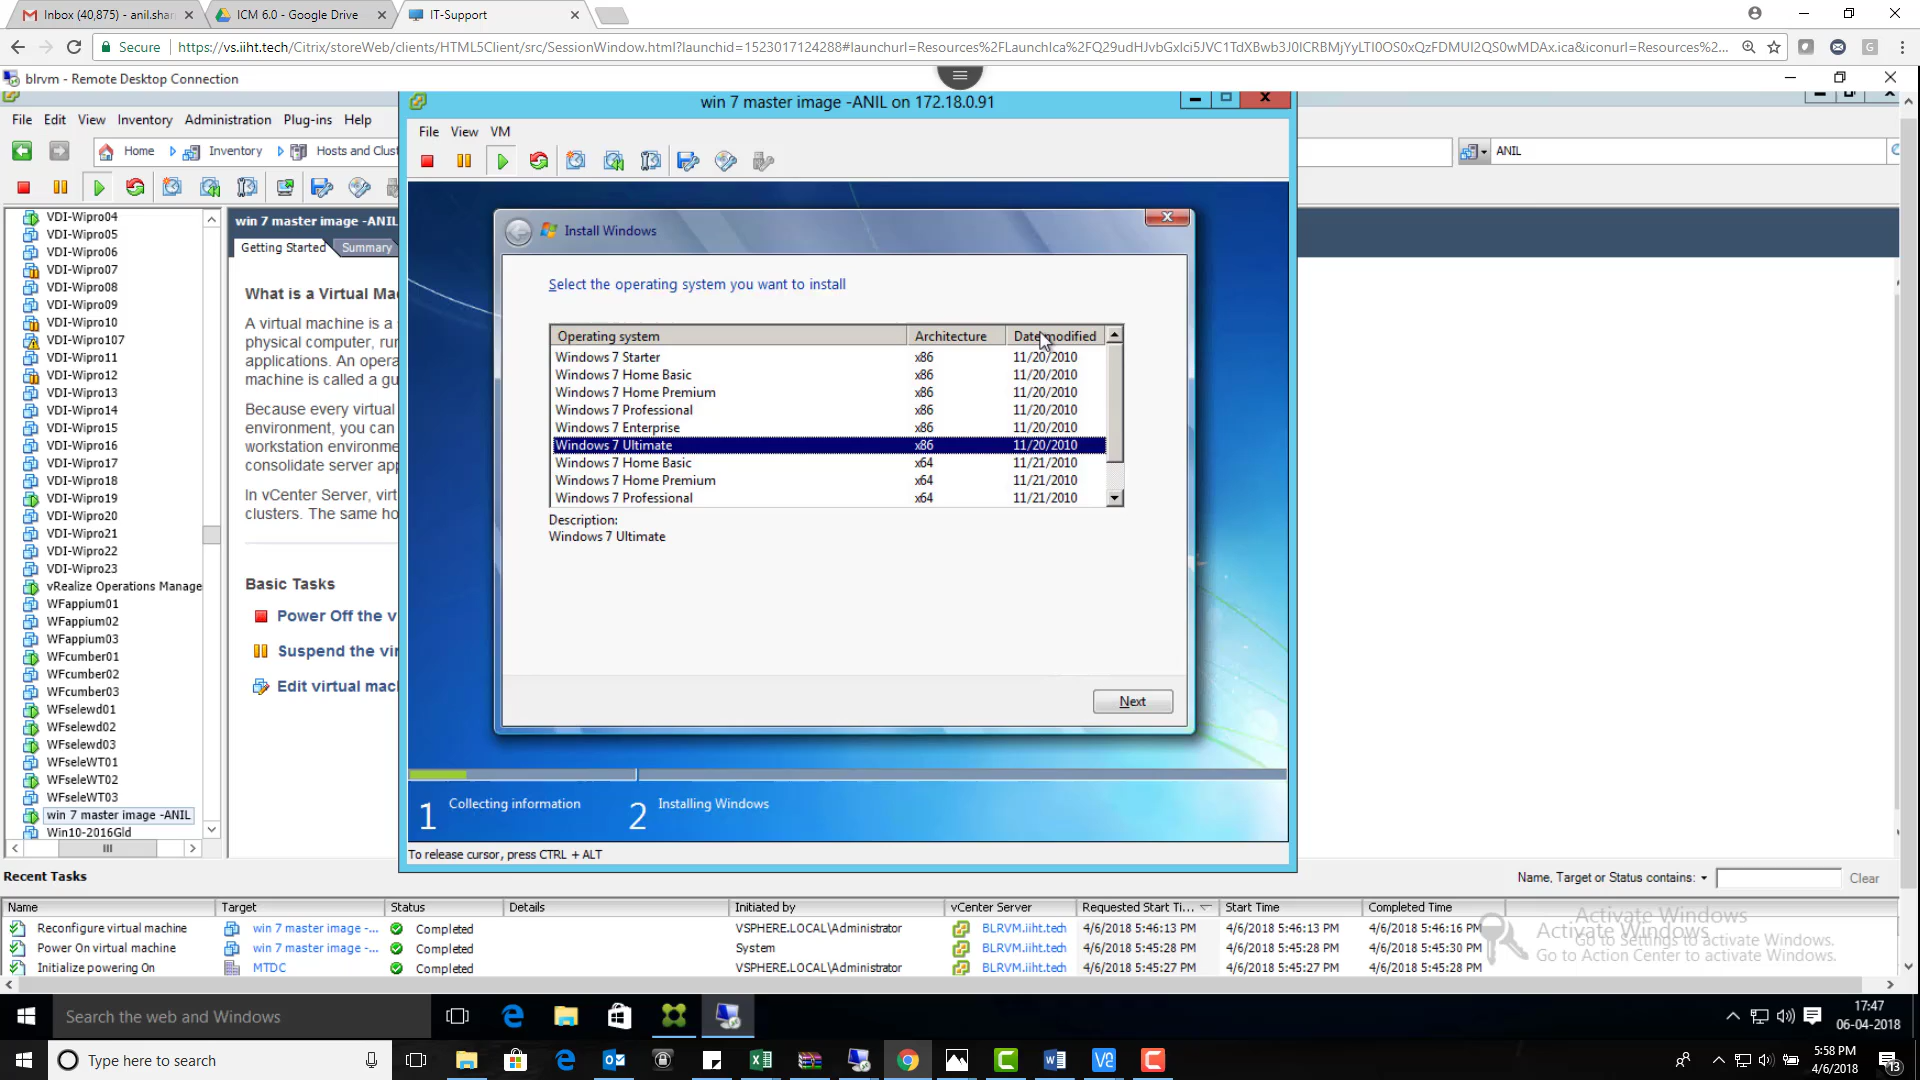 Inbox (40,875) - anil.shar
ICM 6.0 - Google Drive
IT-Support
Secure
https://vs.iiht.tech/Citrix/storeWeb/clients/HTML5Client/src/SessionWindow.html?launchid=1523017124288#launchurl=Resources%2FLaunchIca%2FQ29udHJvbGxlci5JVC1TdXBwb3J0ICRBMjYyLTI0OS0xQzFDMUI2QS0wMDAx.ica&iconurl=Resources%2F...
blrvm - Remote Desktop Connection
win 7 master image -ANIL on 172.18.0.91
File Edit View Inventory Administration Plug-ins Help
File View VM
Home Inventory Hosts and Clus
ANIL
VDI-Wipro04
VDI-Wipro05
VDI-Wipro06
VDI-Wipro07
VDI-Wipro08
VDI-Wipro09
VDI-Wipro10
VDI-Wipro107
VDI-Wipro11
VDI-Wipro12
VDI-Wipro13
VDI-Wipro14
VDI-Wipro15
VDI-Wipro16
VDI-Wipro17
VDI-Wipro18
VDI-Wipro19
VDI-Wipro20
VDI-Wipro21
VDI-Wipro22
VDI-Wipro23
vRealize Operations Manage
WFappium01
WFappium02
WFappium03
WFcumber01
WFcumber02
WFcumber03
WFselewd01
WFselewd02
WFselewd03
WFseleWT01
WFseleWT02
WFseleWT03
win 7 master image -ANIL
Win10-2016Gld
win 7 master image -ANIL
Getting Started Summary
What is a Virtual Ma
A virtual machine is a
physical computer, ru
applications. An opera
machine is called a gu
Because every virtual
environment, you can
workstation environme
consolidate server app
In vCenter Server, virt
clusters. The same ho
Basic Tasks
Power Off the v
Suspend the vir
Edit virtual mac
Install Windows
Select the operating system you want to install
Operating system Architecture Date modified
Windows 7 Starter x86 11/20/2010
Windows 7 Home Basic x86 11/20/2010
Windows 7 Home Premium x86 11/20/2010
Windows 7 Professional x86 11/20/2010
Windows 7 Enterprise x86 11/20/2010
Windows 7 Ultimate x86 11/20/2010
Windows 7 Home Basic x64 11/21/2010
Windows 7 Home Premium x64 11/21/2010
Windows 7 Professional x64 11/21/2010
Description:
Windows 7 Ultimate
Next
1 Collecting information 2 Installing Windows
To release cursor, press CTRL + ALT
Recent Tasks
Name, Target or Status contains: Clear
Name Target Status Details Initiated by vCenter Server Requested Start Ti... Start Time Completed Time
Reconfigure virtual machine win 7 master image -... Completed VSPHERE.LOCAL\Administrator BLRVM.iiht.tech 4/6/2018 5:46:13 PM 4/6/2018 5:46:13 PM 4/6/2018 5:46:16 PM
Power On virtual machine win 7 master image -... Completed System BLRVM.iiht.tech 4/6/2018 5:45:28 PM 4/6/2018 5:45:28 PM 4/6/2018 5:45:30 PM
Initialize powering On MTDC Completed VSPHERE.LOCAL\Administrator BLRVM.iiht.tech 4/6/2018 5:45:27 PM 4/6/2018 5:45:27 PM 4/6/2018 5:45:28 PM
Activate Windows
Activate Windows
Go to Settings to activate Windows.
Go to Action Center to activate Windows.
Search the web and Windows
17:47
06-04-2018
Type here to search
5:58 PM
4/6/2018
13